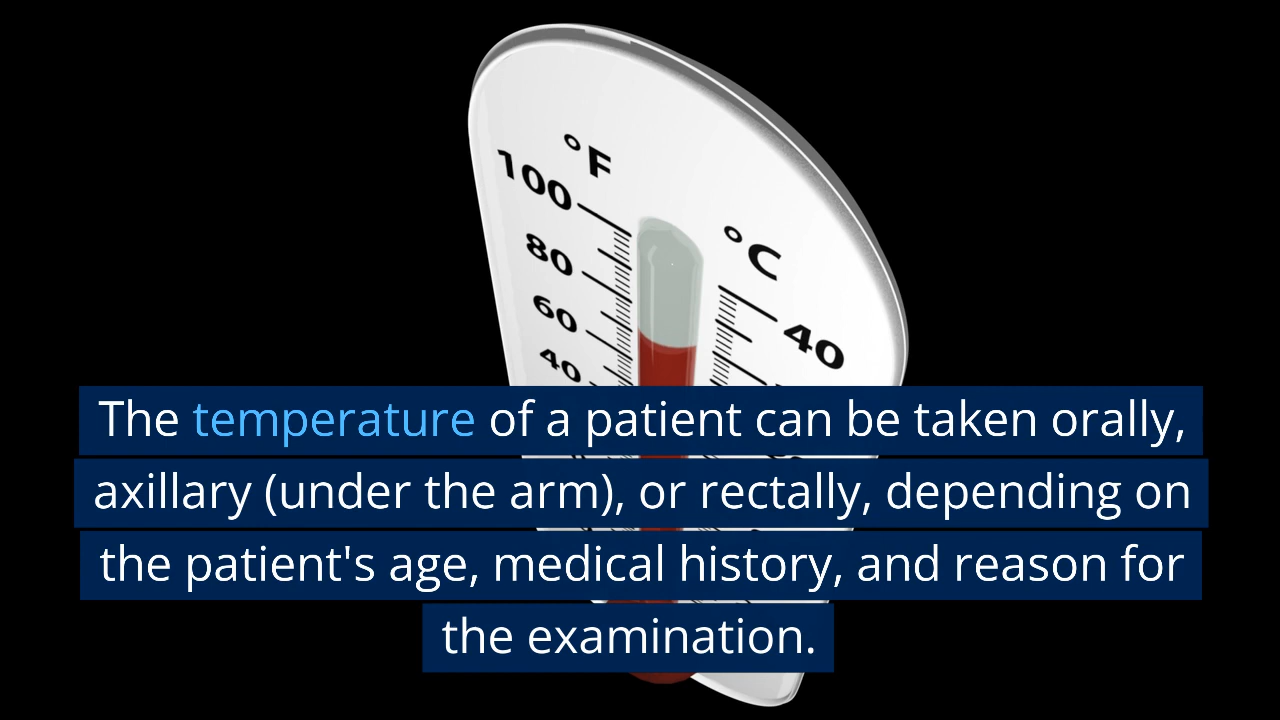 °F
100
80
60
40
°C
40
The temperature of a patient can be taken orally,
axillary (under the arm), or rectally, depending on
the patient's age, medical history, and reason for
the examination.